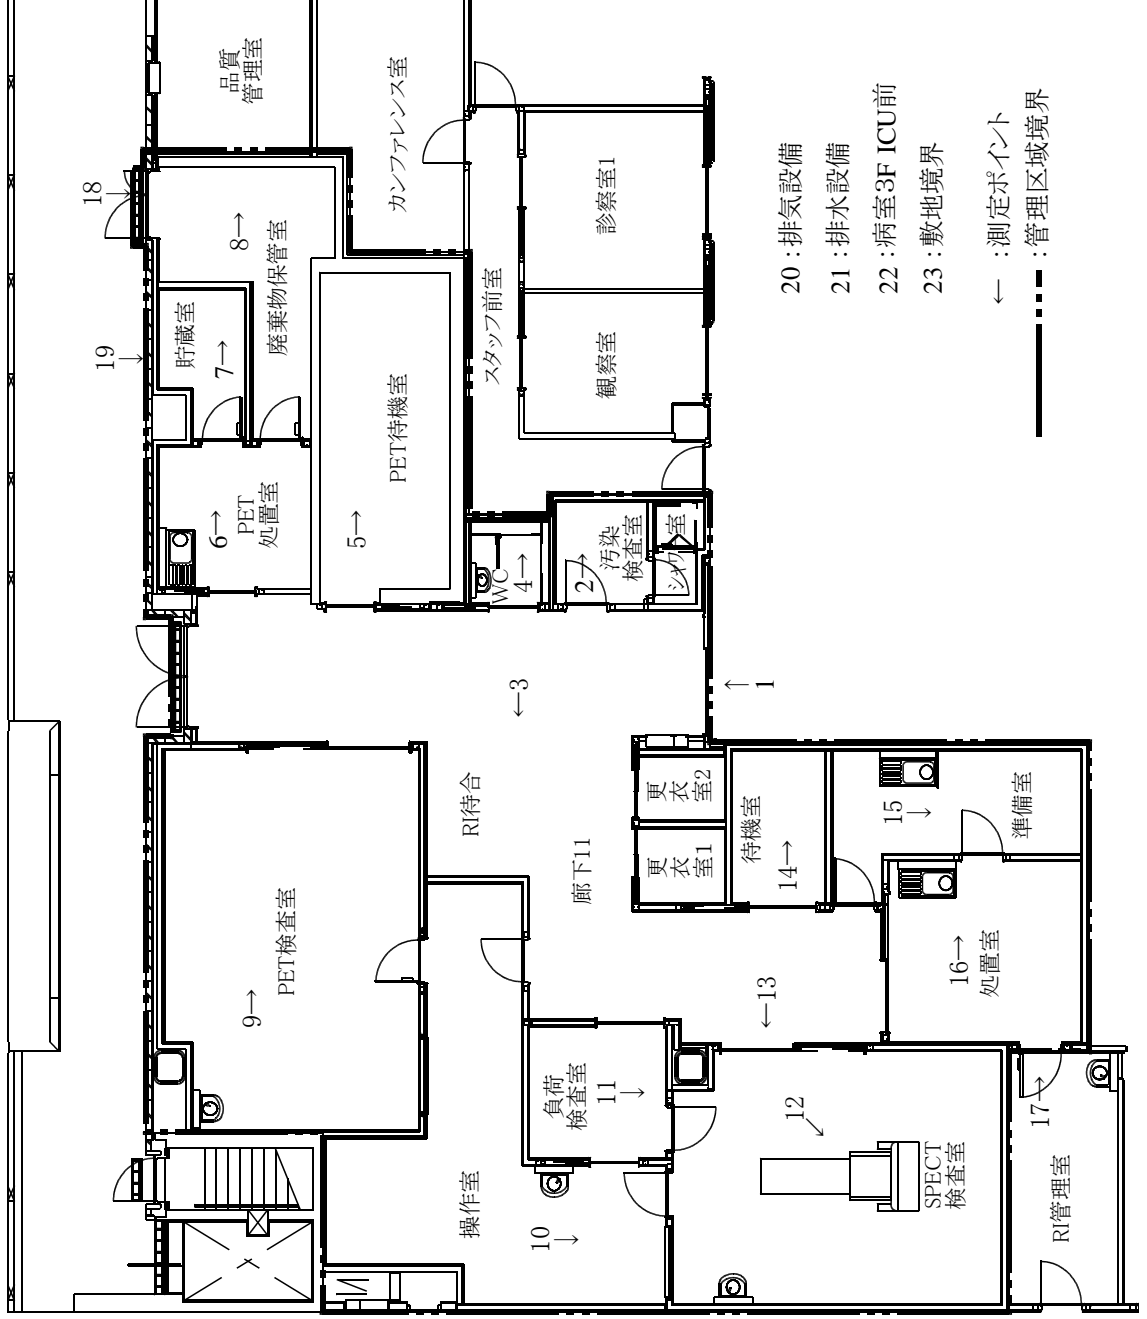 品質
管理室
カンファレンス室
18→
8→
廃棄物保管室
19→
貯蔵室
7→
スタッフ前室
診察室1
観察室
PET待機室
5→
6→
PET
処置室
WC
4→
2→
汚染
検査室
シャワー室
←3
1→
RI待合
廊下11
更衣
室2
更衣
室1
待機室
14→
15→
準備室
16→
処置室
←13
PET検査室
9→
負荷
検査室
11→
12
↙
SPECT
検査室
操作室
10→
17→
RI管理室
20：排気設備
21：排水設備
22：病室3F ICU前
23：敷地境界
←：測定ポイント
：管理区域境界